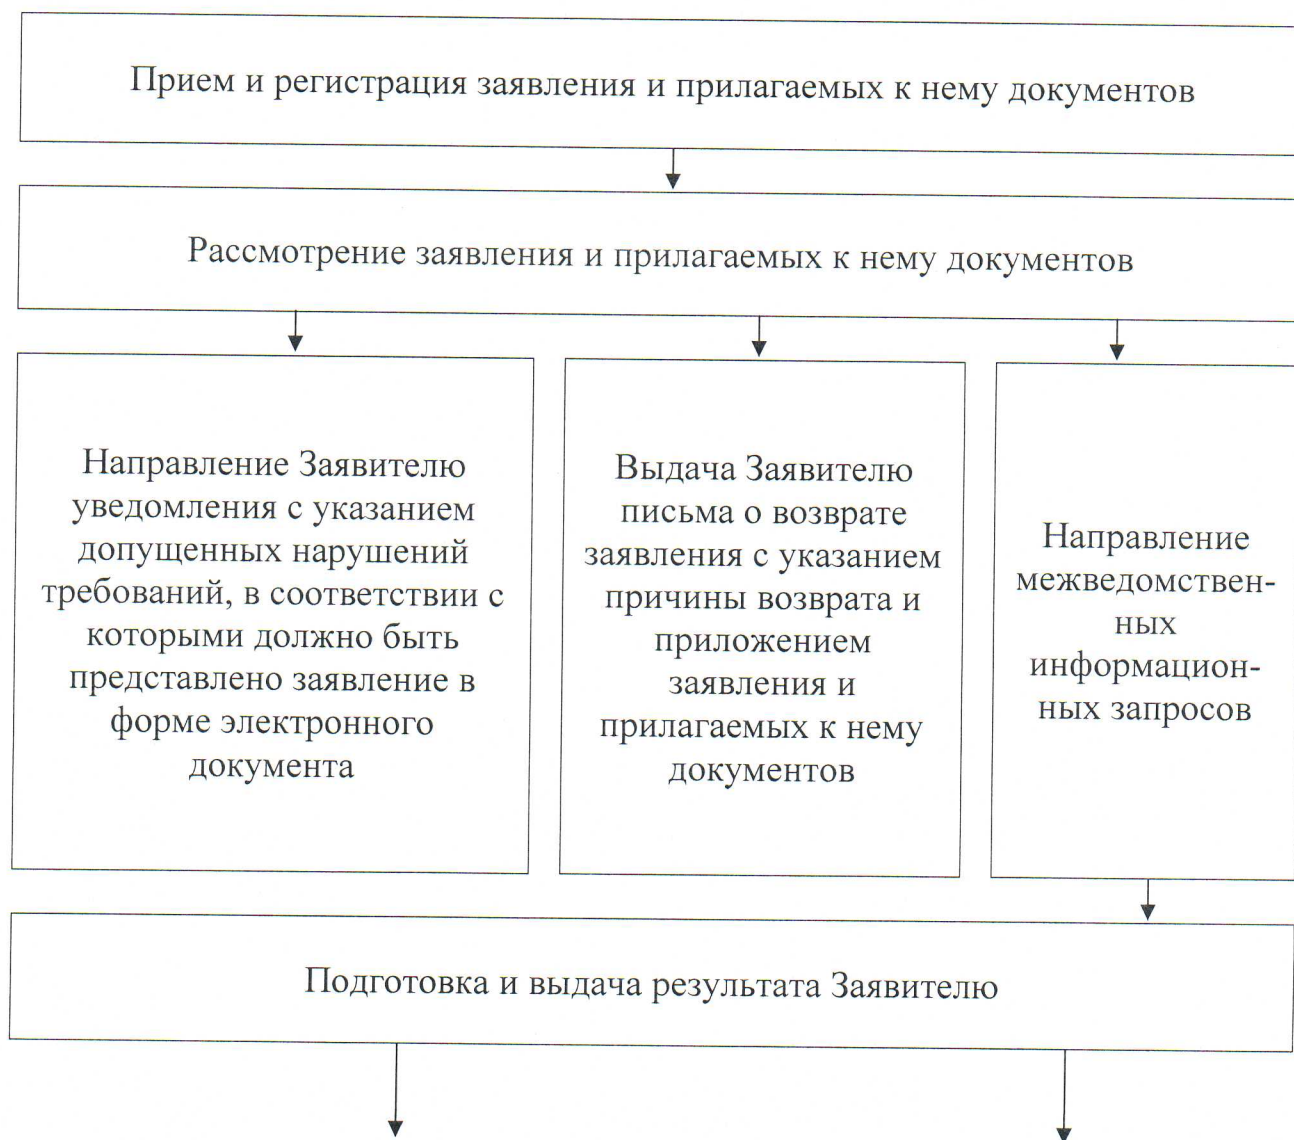 Прием и регистрация заявления и прилагаемых к нему документов
Рассмотрение заявления и прилагаемых к нему документов
Направление Заявителю
уведомления с указанием
допущенных нарушений
требований, в соответствии с
которыми должно быть
представлено заявление в
форме электронного
документа
Выдача Заявителю
письма о возврате
заявления с указанием
причины возврата и
приложением
заявления и
прилагаемых к нему
документов
Направление
межведомствен-
ных
информацион-
ных запросов
Подготовка и выдача результата Заявителю